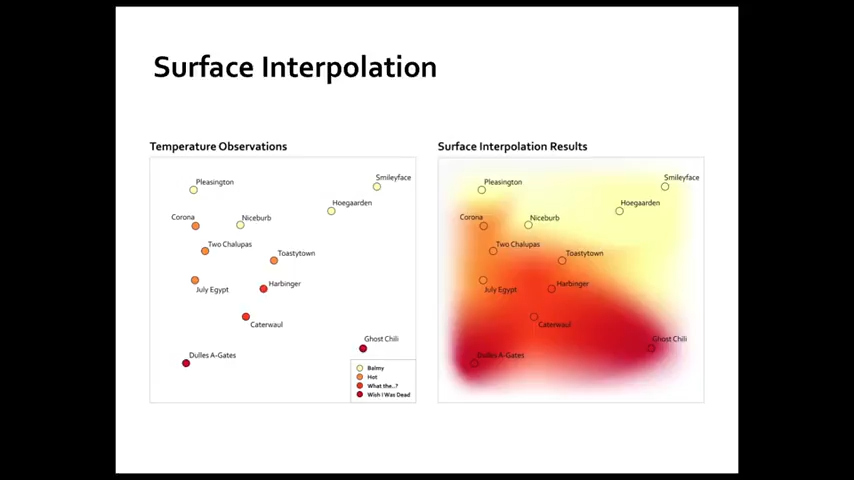 Surface Interpolation
Temperature Observations
Pleasington
Smileyface
Hoegaarden
Corona
Niceburb
Two Chalupas
Toastytown
July Egypt
Harbinger
Caterwaul
Ghost Chili
Dulles A-Gates
Balmy
Hot
What the..?
Wish I Was Dead
Surface Interpolation Results
Pleasington
Smileyface
Hoegaarden
Corona
Niceburb
Two Chalupas
Toastytown
July Egypt
Harbinger
Caterwaul
Ghost Chili
Dulles A-Gates